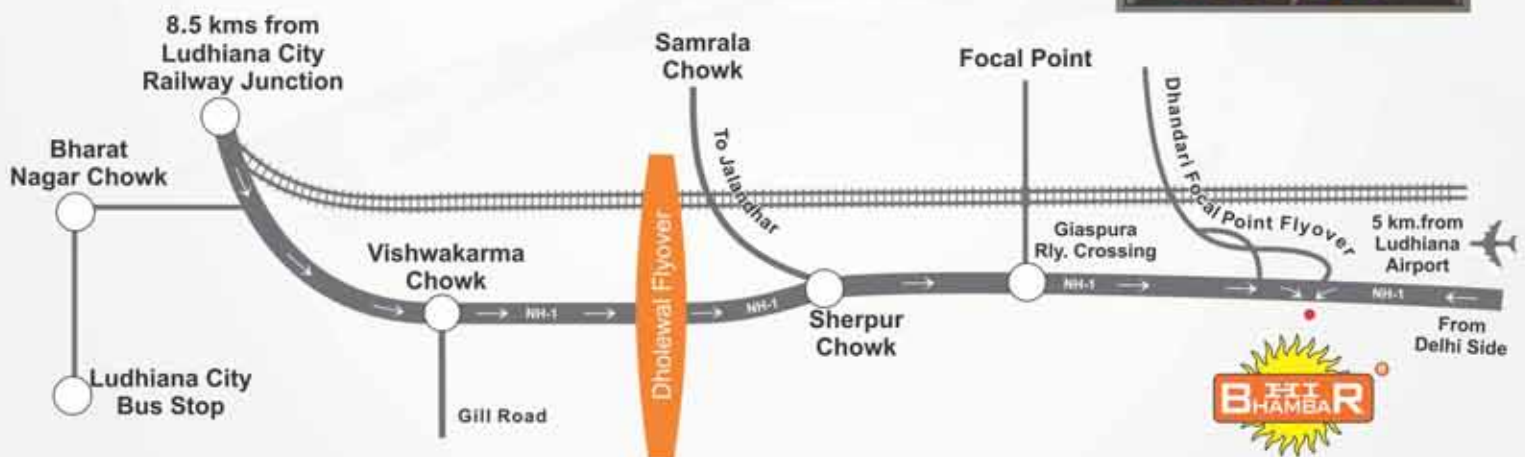 8.5 kms from
Ludhiana City
Railway Junction
Bharat
Nagar Chowk
Ludhiana City
Bus Stop
Vishwakarma
Chowk
Gill Road
NH-1
Dholewal Flyover
Samrala
Chowk
To Jalandhar
NH-1
Sherpur
Chowk
Focal Point
Giaspura
Rly. Crossing
NH-1
Dhandari Focal Point Flyover
5 km.from
Ludhiana
Airport
NH-1
From
Delhi Side
HI
BHAMBAR
®